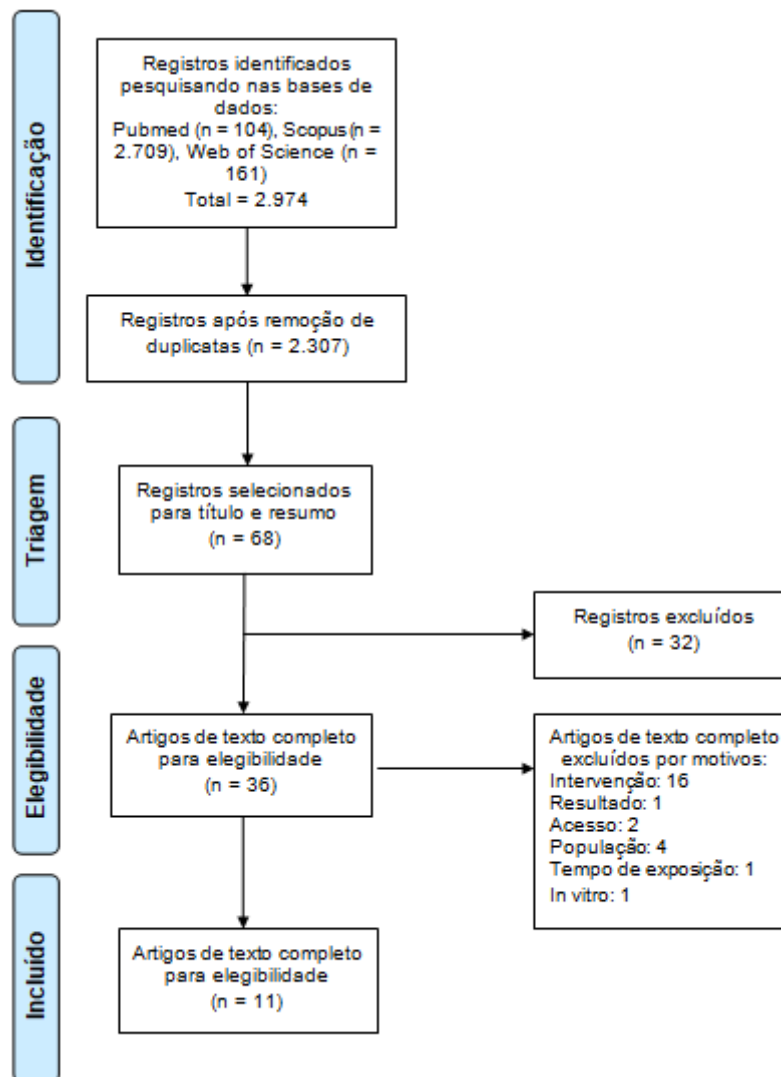 Identificação
Registros identificados
pesquisando nas bases de
dados:
Pubmed (n = 104), Scopus(n =
2.709), Web of Science (n =
161)
Total = 2.974
Registros após remoção de
duplicatas (n = 2.307)
Triagem
Registros selecionados
para título e resumo
(n = 68)
Registros excluídos
(n = 32)
Elegibilidade
Artigos de texto completo
para elegibilidade
(n = 36)
Artigos de texto completo
excluídos por motivos:
Intervenção: 16
Resultado: 1
Acesso: 2
População: 4
Tempo de exposição: 1
In vitro: 1
Incluído
Artigos de texto completo
para elegibilidade
(n = 11)